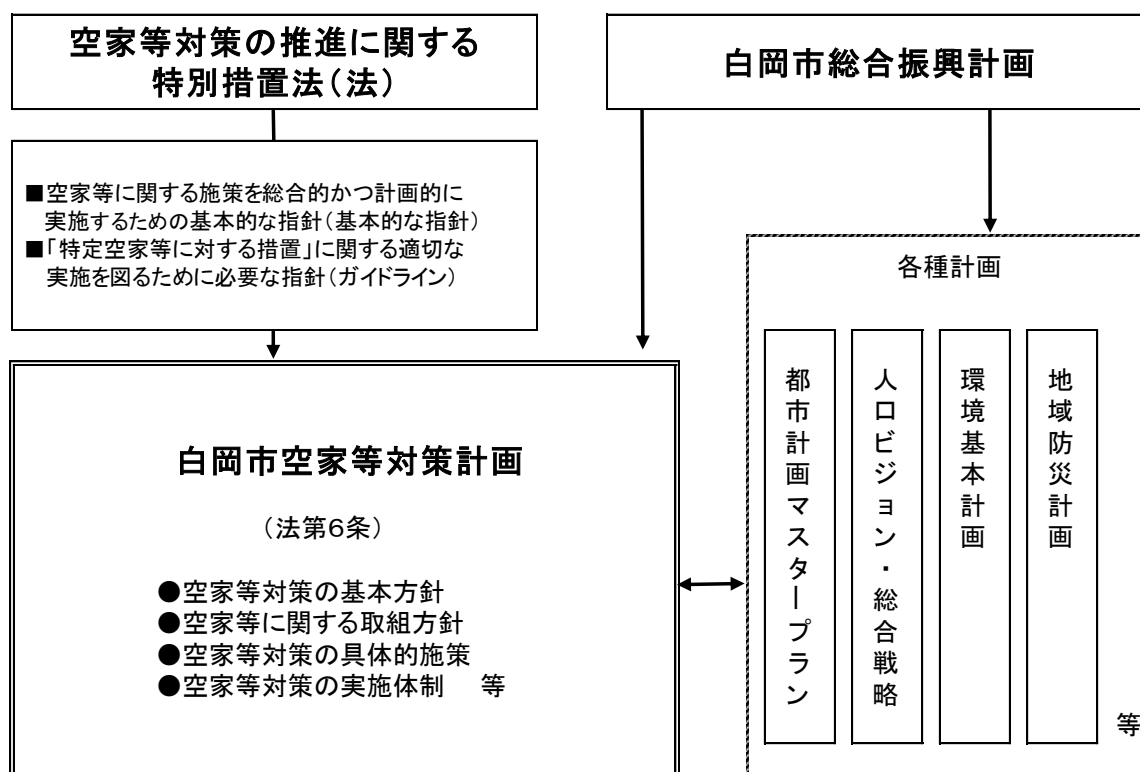 空家等対策の推進に関する
特別措置法(法)
白岡市総合振興計画
■空家等に関する施策を総合的かつ計画的に
実施するための基本的な指針(基本的な指針)
■「特定空家等に対する措置」に関する適切な
実施を図るために必要な指針(ガイドライン)
白岡市空家等対策計画
(法第6条)
●空家等対策の基本方針
●空家等に関する取組方針
●空家等対策の具体的施策
●空家等対策の実施体制 等
各種計画
都市計画マスタープラン
人口ビジョン・総合戦略
環境基本計画
地域防災計画
等